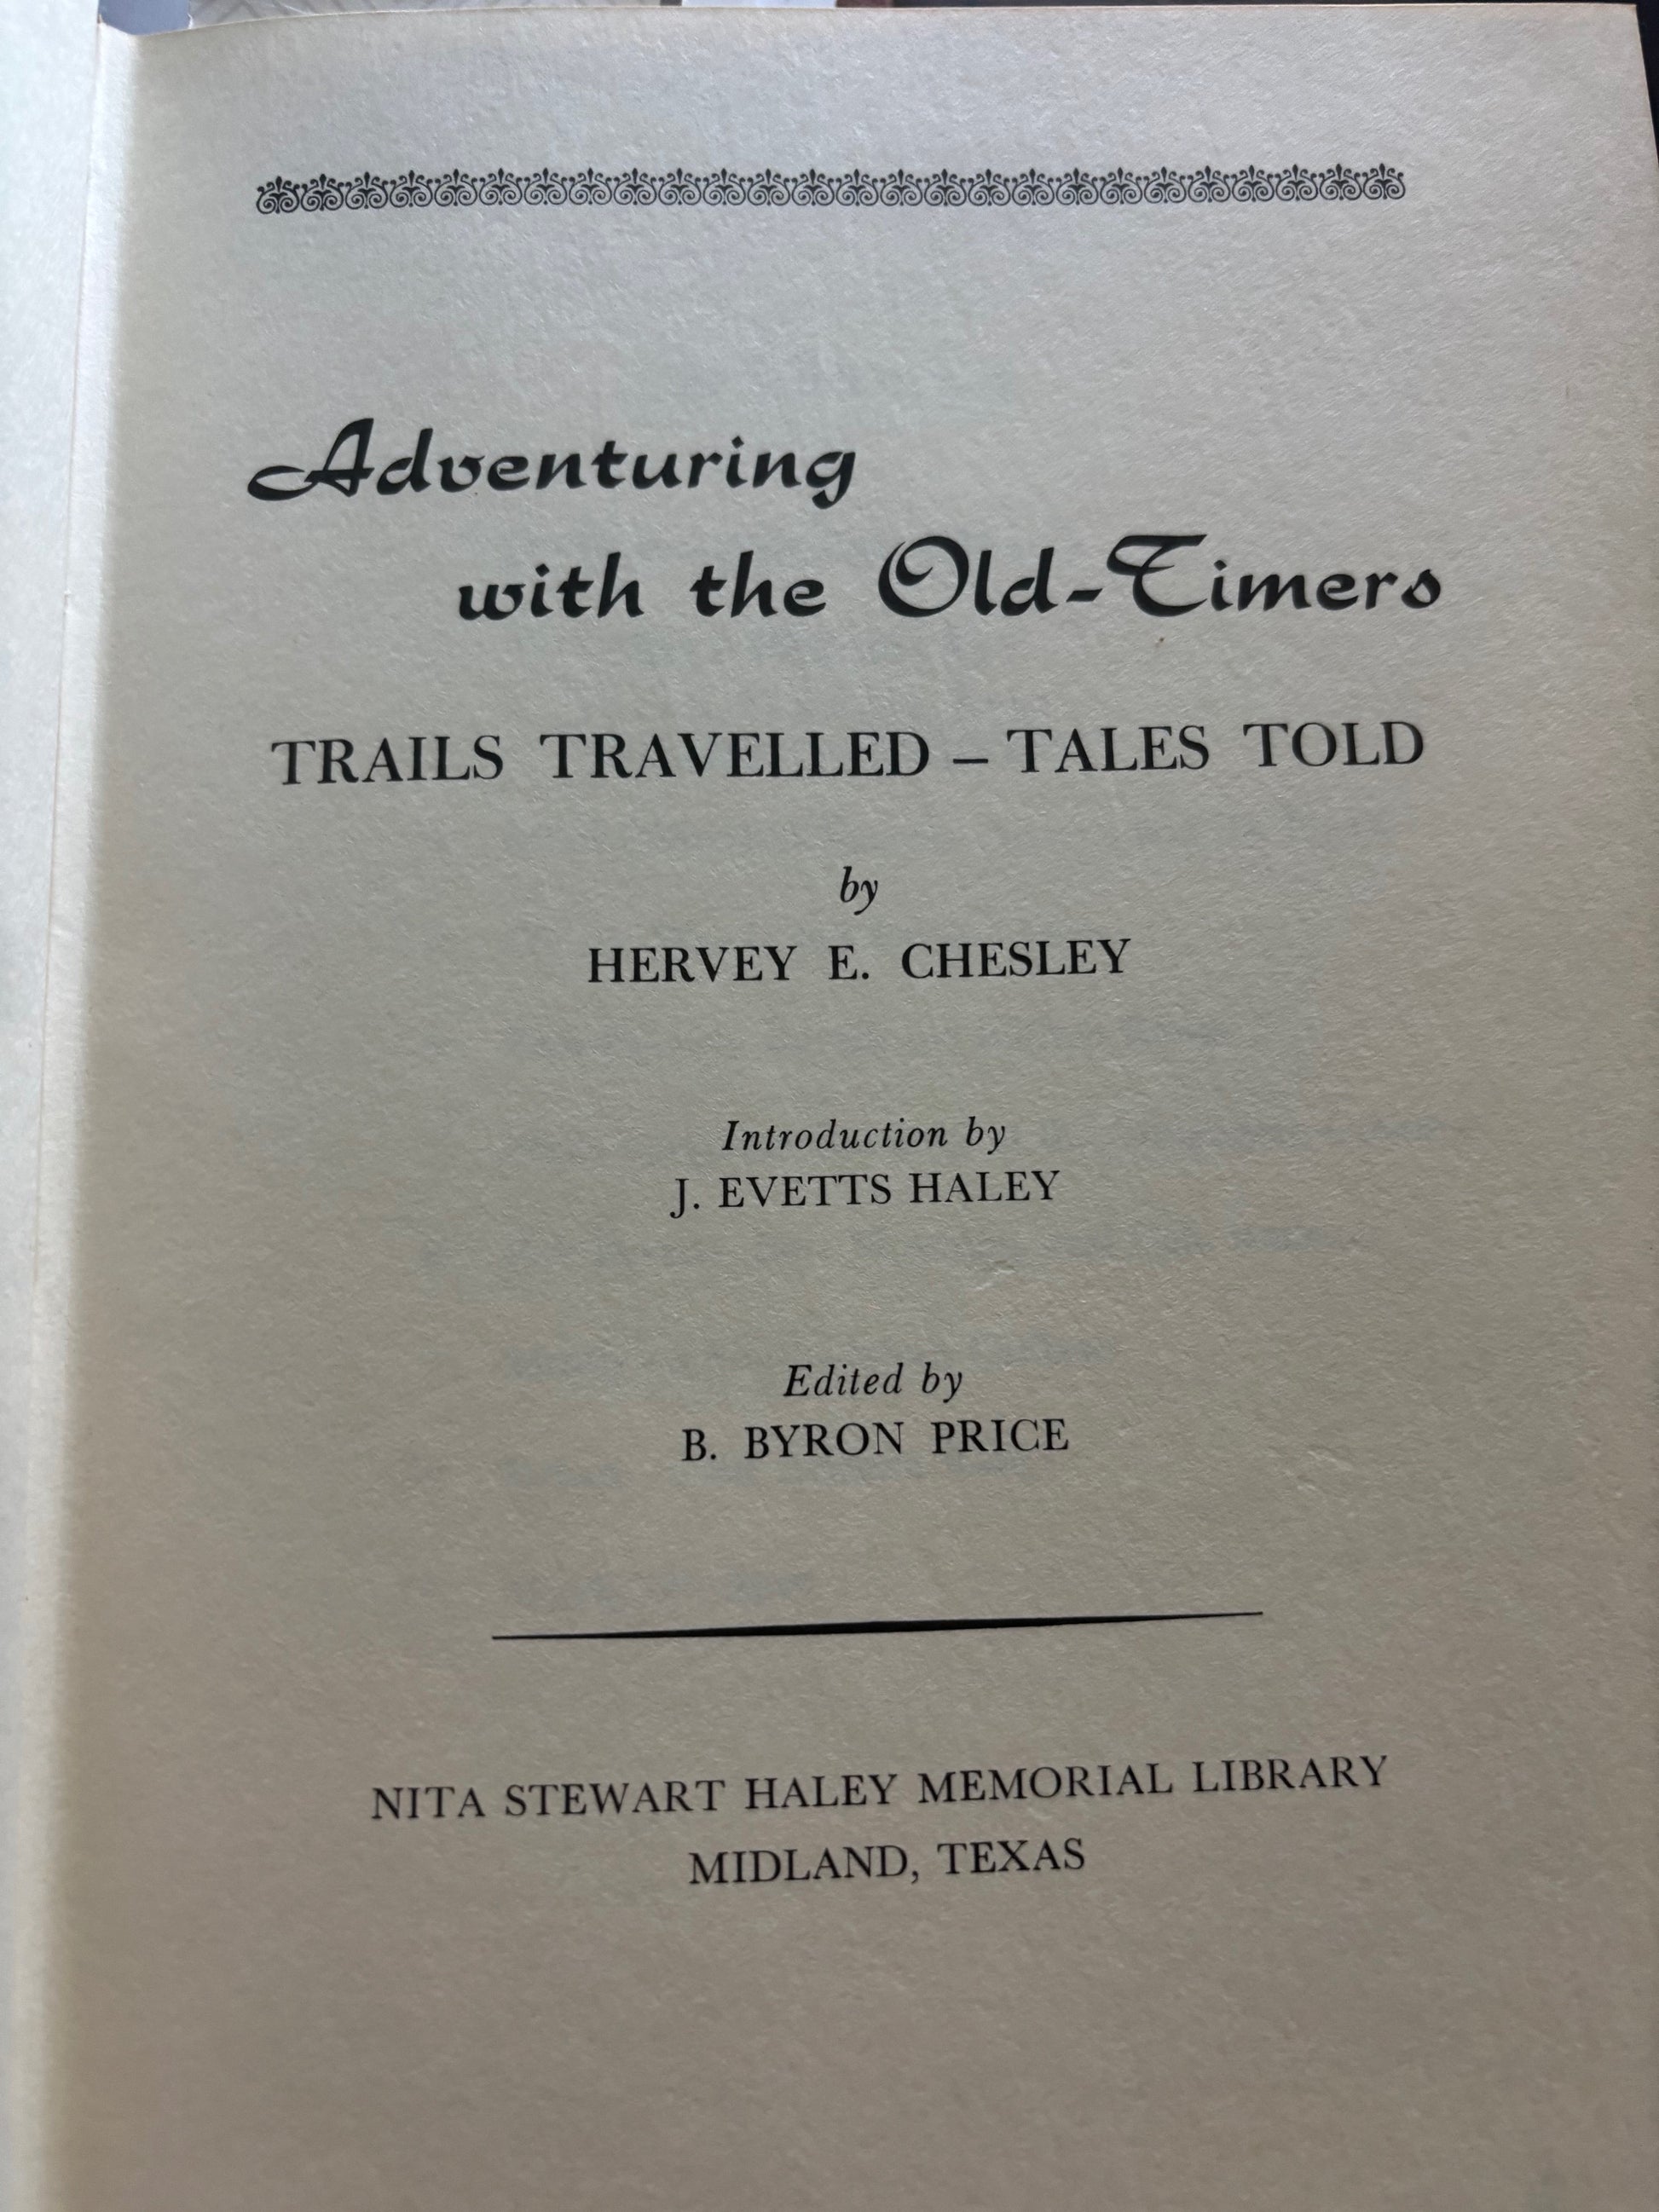 Adventuring
with the Old-Timers
TRAILS TRAVELLED – TALES TOLD
by
HERVEY E. CHESLEY
Introduction by
J. EVETTS HALEY
Edited by
B. BYRON PRICE
NITA STEWART HALEY MEMORIAL LIBRARY
MIDLAND, TEXAS